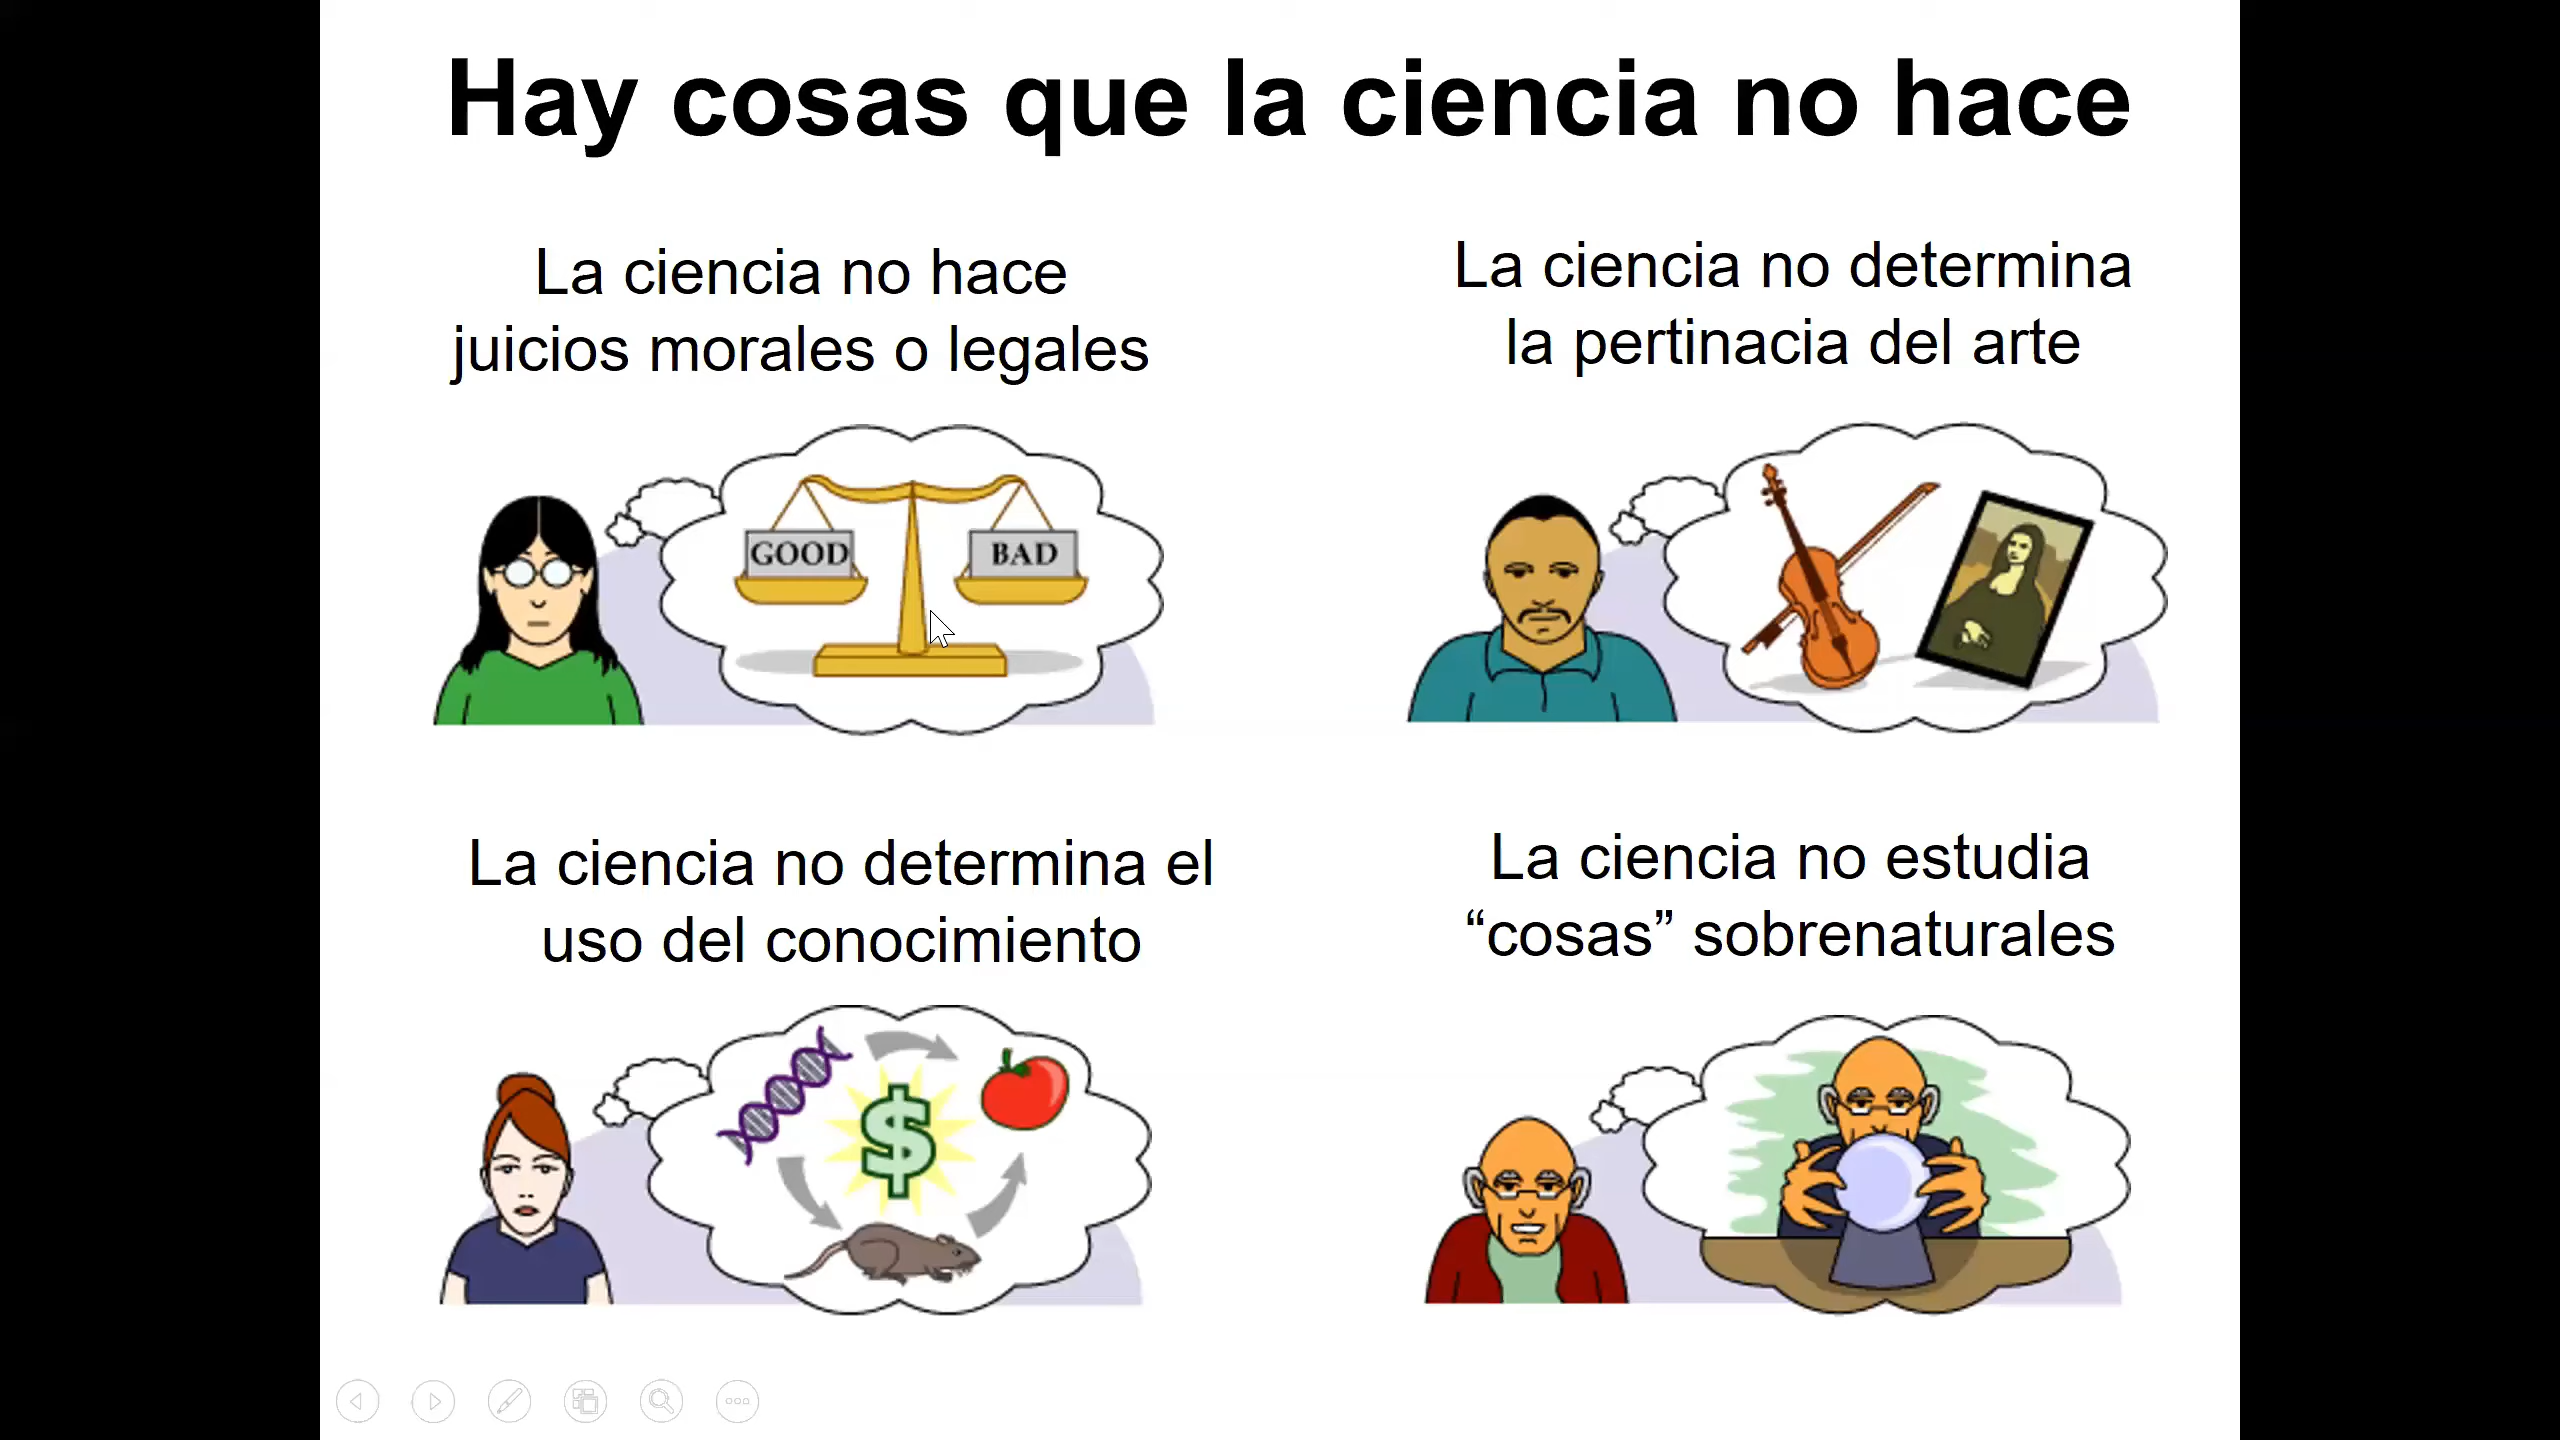 Hay cosas que la ciencia no hace
La ciencia no hace
juicios morales o legales
La ciencia no determina
la pertinacia del arte
GOOD
BAD
La ciencia no determina el
uso del conocimiento
La ciencia no estudia
“cosas” sobrenaturales
$